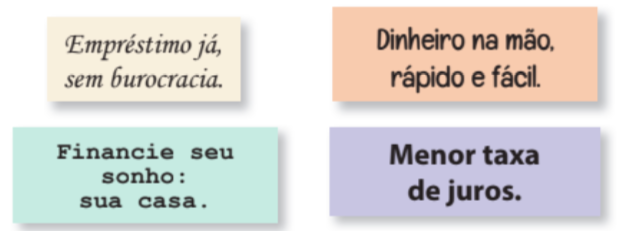 Empréstimo já,
sem burocracia.
Dinheiro na mão,
rápido e fácil.
Financie seu
sonho:
sua casa.
Menor taxa
de juros.